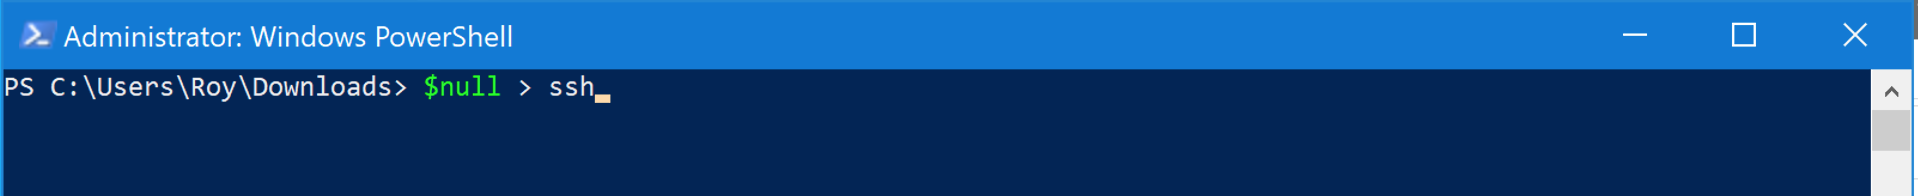 Administrator: Windows PowerShell
PS C:\Users\Roy\Downloads> $null > ssh